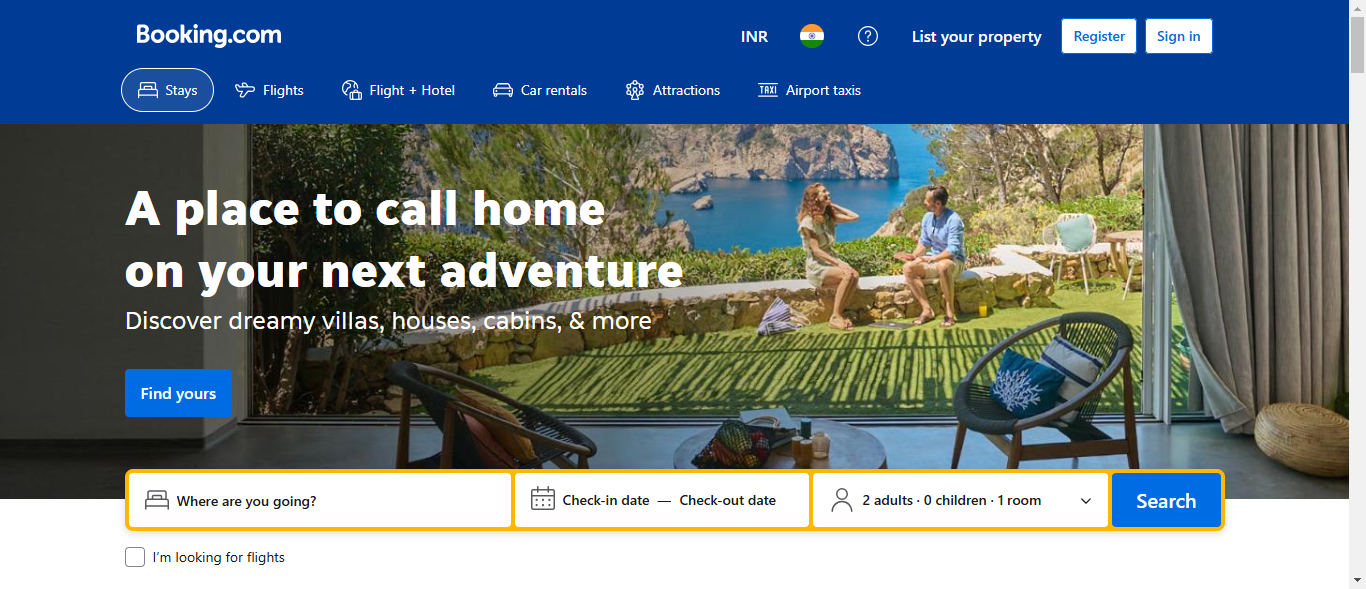 Booking.com
INR
List your property
Register
Sign in
Stays
Flights
Flight + Hotel
Car rentals
TAXI
Attractions
Airport taxis
A place to call home
on your next adventure
Discover dreamy villas, houses, cabins, & more
Find yours
Where are you going?
Check-in date — Check-out date
2 adults · 0 children · 1 room
Search
I'm looking for flights